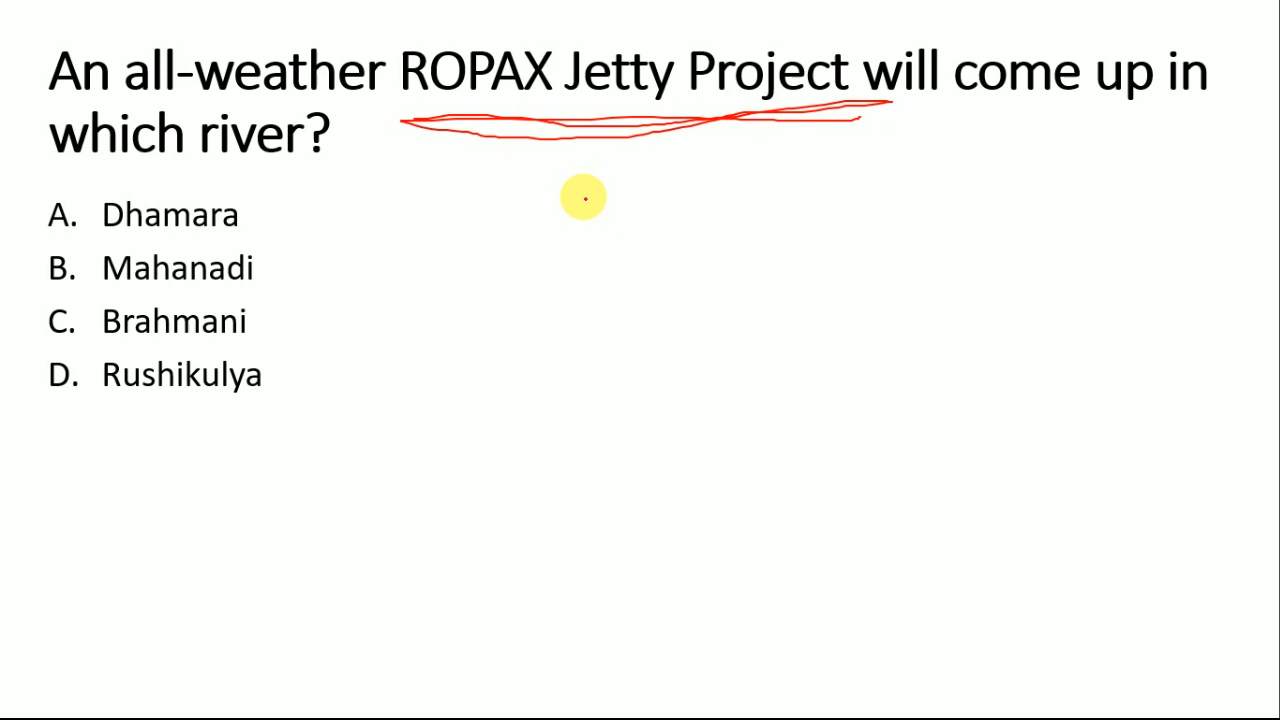 An all-weather ROPAX Jetty Project will come up in
which river?
A. Dhamara
B. Mahanadi
C. Brahmani
D. Rushikulya